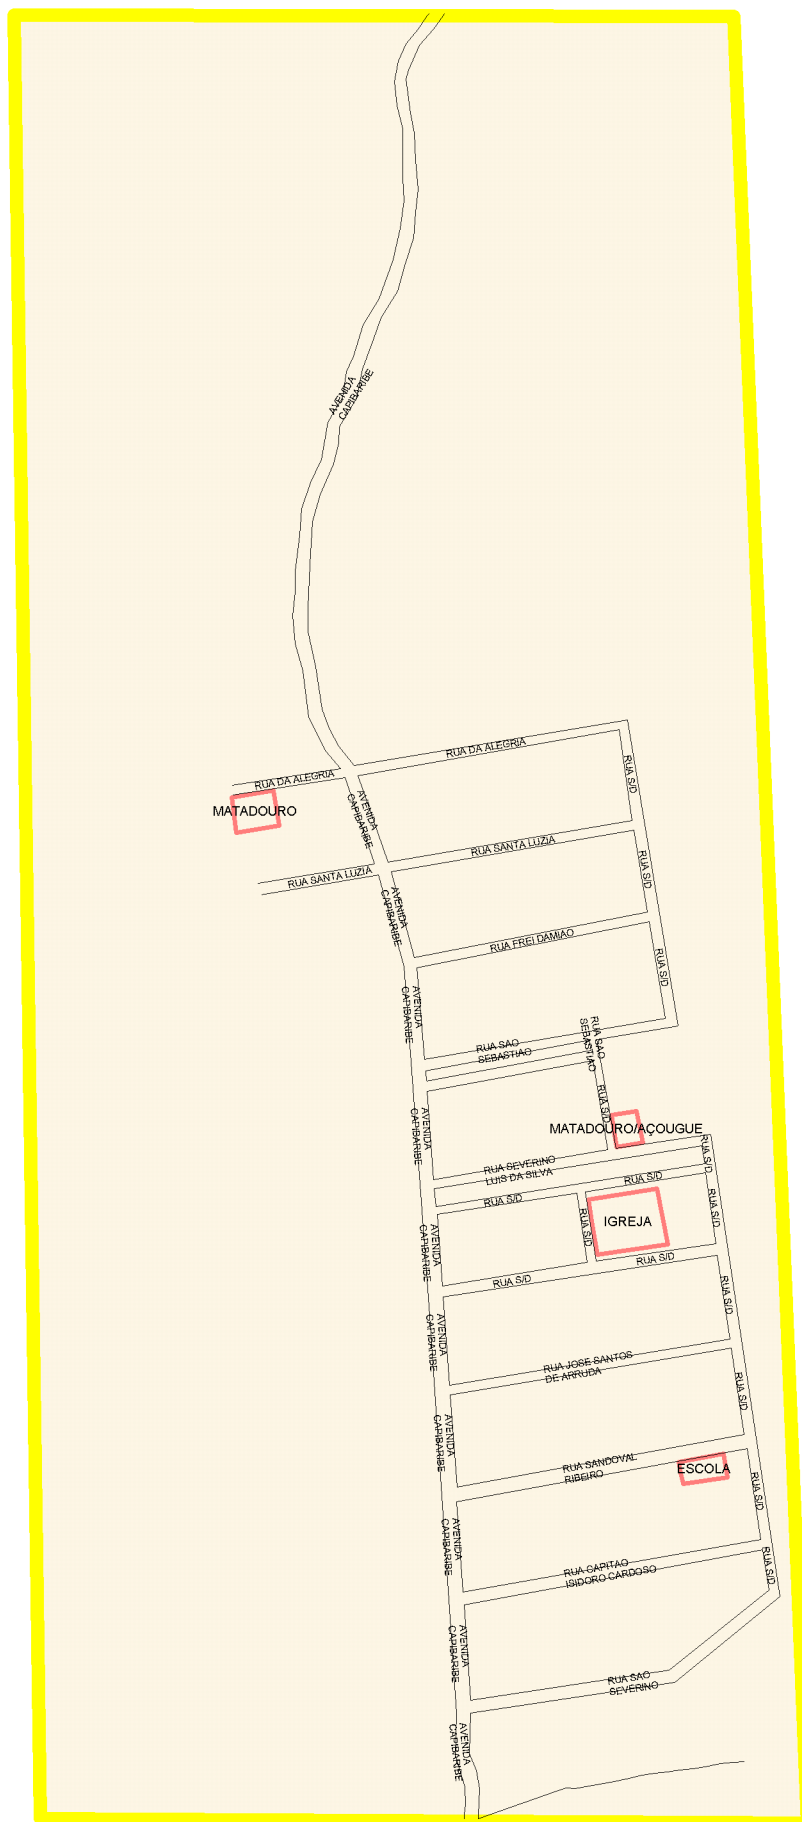 AVENIDA
CAPIBARIBE
RUA DA ALEGRIA
RUA DA ALEGRIA
RUA S/D
MATADOURO
AVENIDA
CAPIBARIBE
RUA SANTA LUZIA
RUA SANTA LUZIA
RUA S/D
AVENIDA
CAPIBARIBE
RUA FREI DAMIAO
RUA S/D
AVENIDA
CAPIBARIBE
RUA SAO
SEBASTIAO
RUA SAO
SEBASTIAO
RUA S/D
AVENIDA
CAPIBARIBE
MATADOURO/AÇOUGUE
RUA SEVERINO
LUIS DA SILVA
RUA S/D
RUA S/D
RUA S/D
RUA S/D
IGREJA
RUA S/D
AVENIDA
CAPIBARIBE
RUA S/D
RUA S/D
RUA S/D
AVENIDA
CAPIBARIBE
RUA JOSE SANTOS
DE ARRUDA
RUA S/D
AVENIDA
CAPIBARIBE
RUA SANDOVAL
RIBEIRO
ESCOLA
RUA S/D
AVENIDA
CAPIBARIBE
RUA CAPITAO
ISIDORO CARDOSO
RUA S/D
AVENIDA
CAPIBARIBE
RUA SAO
SEVERINO
AVENIDA
CAPIBARIBE